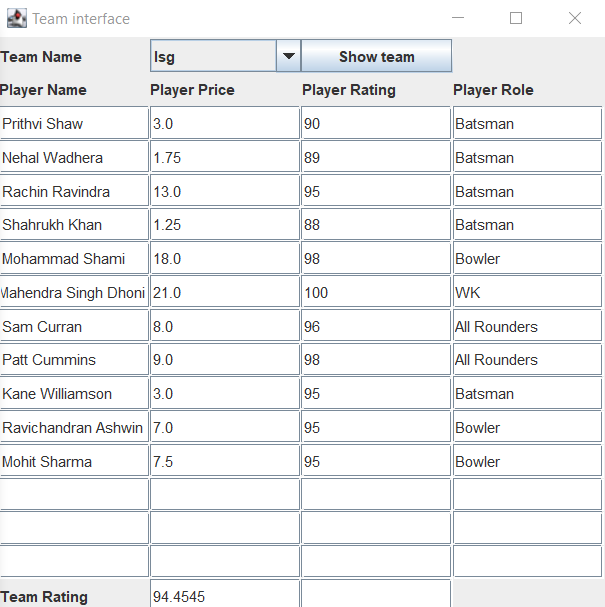 Team interface
Team Name lsg Show team
Player Name Player Price Player Rating Player Role
Prithvi Shaw 3.0 90 Batsman
Nehal Wadhera 1.75 89 Batsman
Rachin Ravindra 13.0 95 Batsman
Shahrukh Khan 1.25 88 Batsman
Mohammad Shami 18.0 98 Bowler
Mahendra Singh Dhoni 21.0 100 WK
Sam Curran 8.0 96 All Rounders
Patt Cummins 9.0 98 All Rounders
Kane Williamson 3.0 95 Batsman
Ravichandran Ashwin 7.0 95 Bowler
Mohit Sharma 7.5 95 Bowler
Team Rating 94.4545